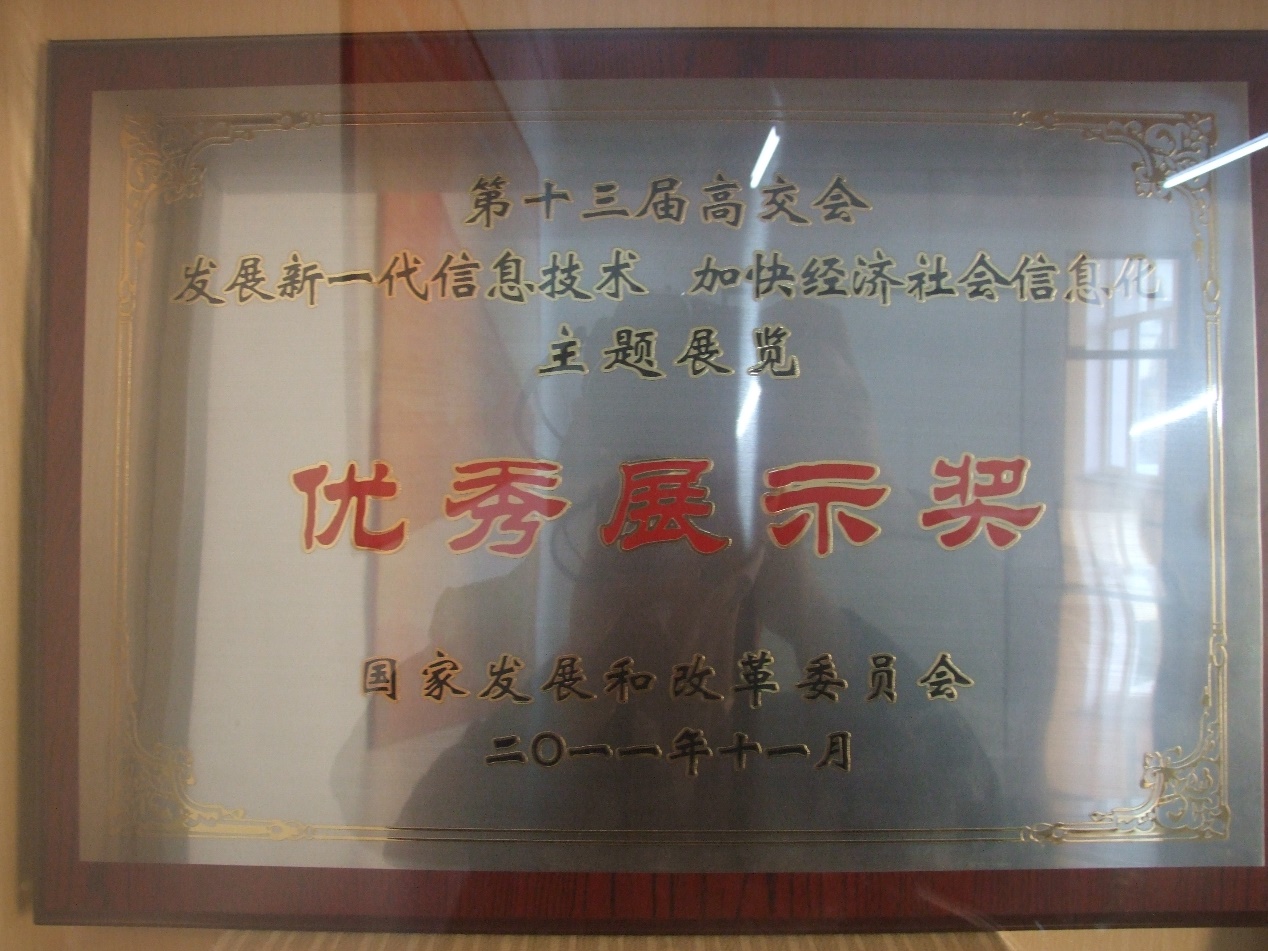 第十三届高交会
发展新一代信息技术 加快经济社会信息化
主题展览
优秀展示奖
国家发展和改革委员会
二〇一一年十一月